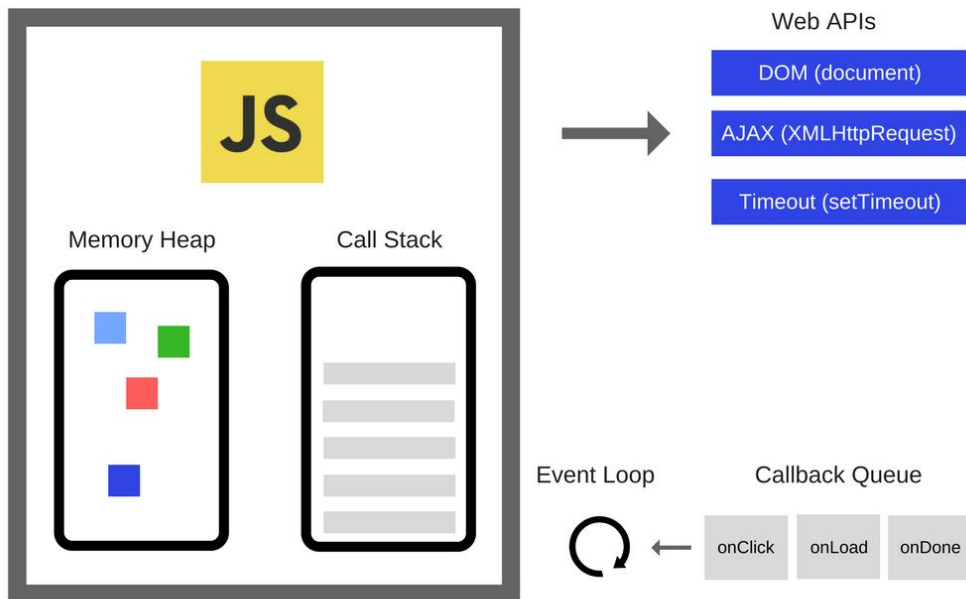 Web APIs
DOM (document)
JS
AJAX (XMLHttpRequest)
Timeout (setTimeout)
Memory Heap
Call Stack
Event Loop
Callback Queue
onClick
onLoad
onDone